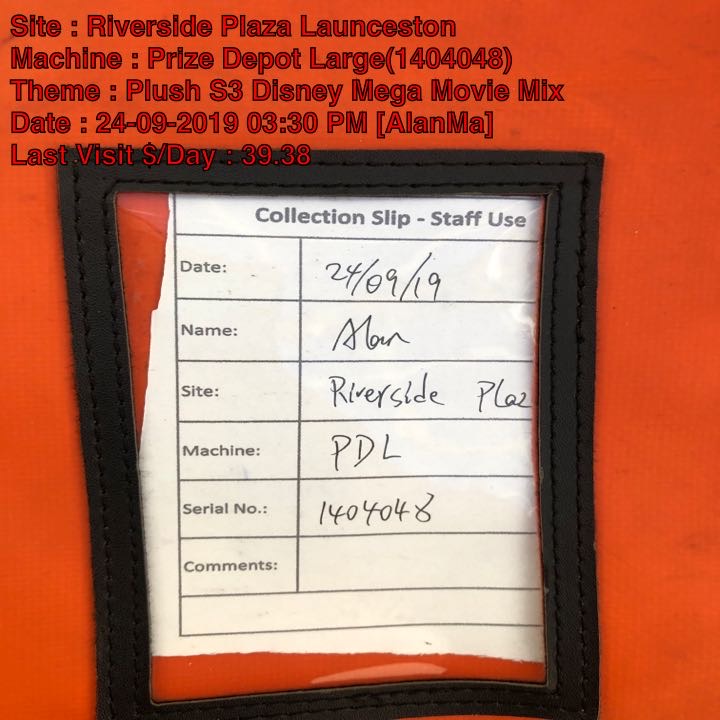 Site : Riverside Plaza Launceston
Machine : Prize Depot Large(1404048)
Theme : Plush S3 Disney Mega Movie Mix
Date : 24-09-2019 03:30 PM [AlanMa]
Last Visit $/Day : 39.38
Collection Slip - Staff Use
Date: 24/09/19
Name: Alan
Site: Riverside Plaz
Machine: PDL
Serial No.: 1404048
Comments: